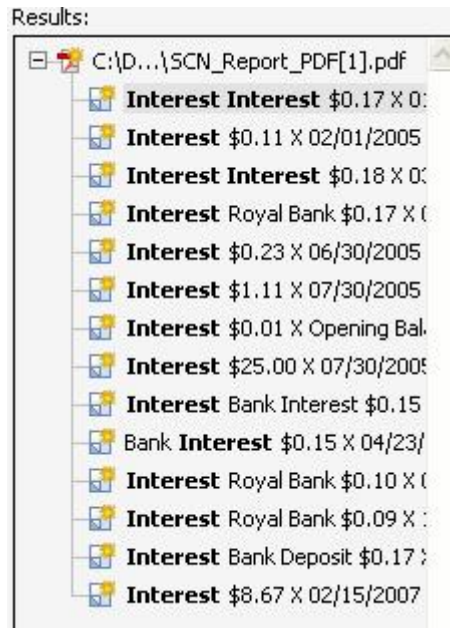 Results:
C:\D...\SCN_Report_PDF[1].pdf
Interest Interest $0.17 X 0
Interest $0.11 X 02/01/2005
Interest Interest $0.18 X 0
Interest Royal Bank $0.17 X
Interest $0.23 X 06/30/2005
Interest $1.11 X 07/30/2005
Interest $0.01 X Opening Bal
Interest $25.00 X 07/30/2005
Interest Bank Interest $0.15
Bank Interest $0.15 X 04/23/
Interest Royal Bank $0.10 X
Interest Royal Bank $0.09 X
Interest Bank Deposit $0.17
Interest $8.67 X 02/15/2007